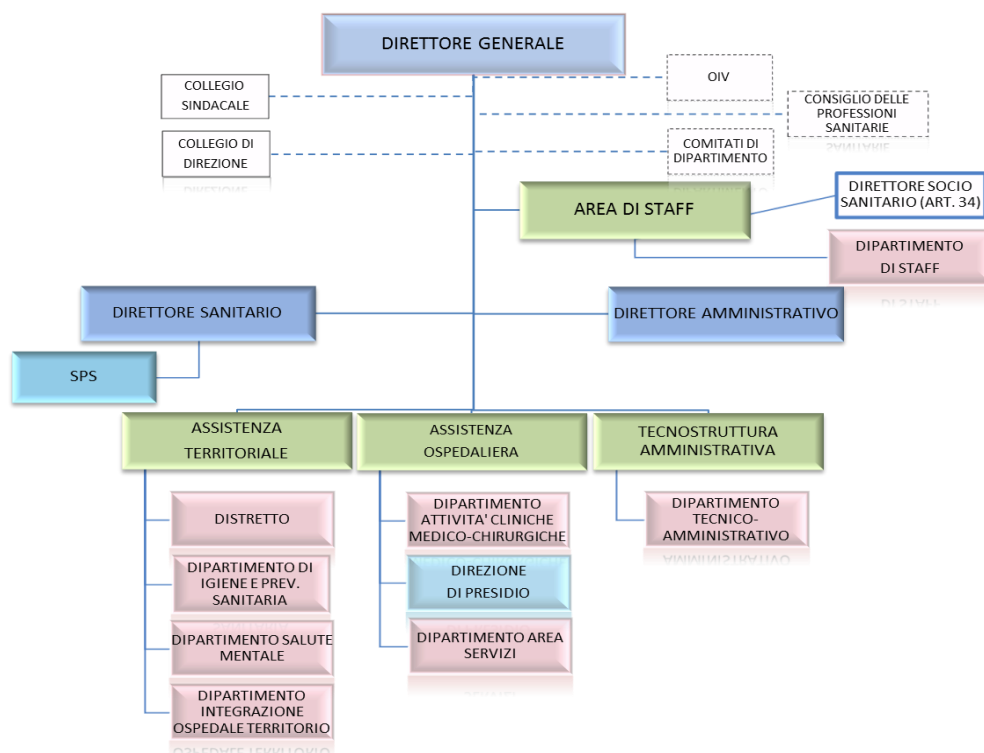 DIRETTORE GENERALE
COLLEGIO
SINDACALE
OIV
CONSIGLIO DELLE
PROFESSIONI
SANITARIE
COLLEGIO DI
DIREZIONE
COMITATI DI
DIPARTIMENTO
AREA DI STAFF
DIRETTORE SOCIO
SANITARIO (ART. 34)
DIPARTIMENTO
DI STAFF
DIRETTORE SANITARIO
DIRETTORE AMMINISTRATIVO
SPS
ASSISTENZA
TERRITORIALE
ASSISTENZA
OSPEDALIERA
TECNOSTRUTTURA
AMMINISTRATIVA
DISTRETTO
DIPARTIMENTO DI
IGIENE E PREV.
SANITARIA
DIPARTIMENTO SALUTE
MENTALE
DIPARTIMENTO
INTEGRAZIONE
OSPEDALE TERRITORIO
DIPARTIMENTO
ATTIVITA' CLINICHE
MEDICO-CHIRURGICHE
DIREZIONE
DI PRESIDIO
DIPARTIMENTO AREA
SERVIZI
DIPARTIMENTO
TECNICO-
AMMINISTRATIVO